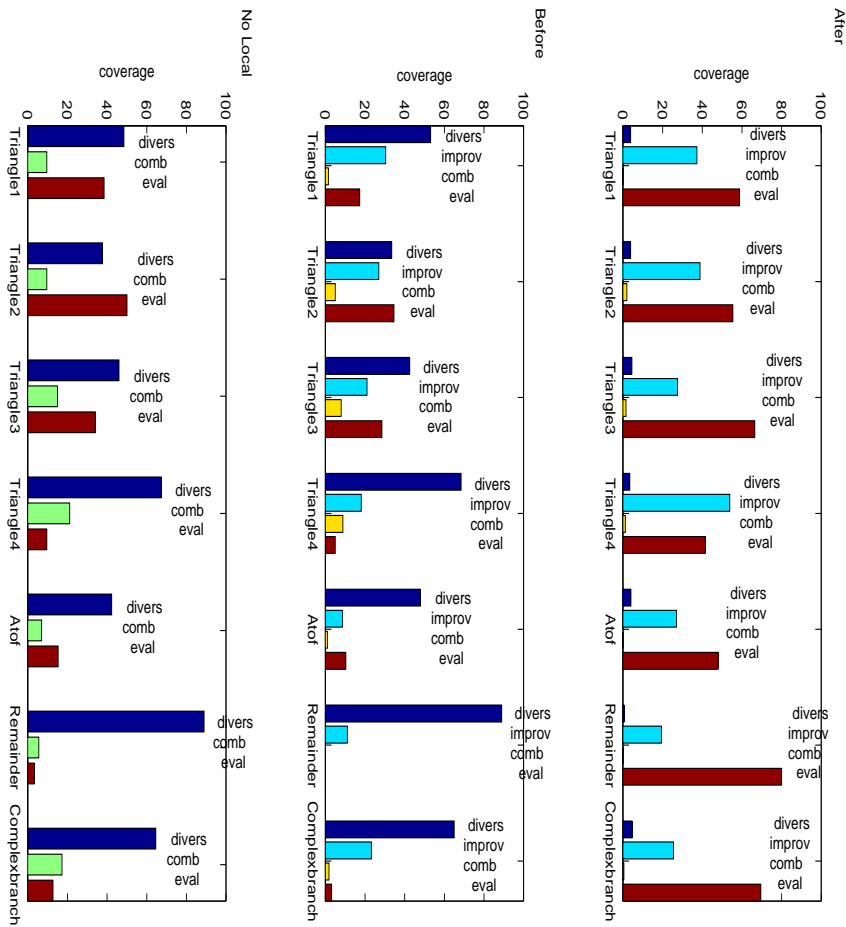 After
coverage
0
20
40
60
80
100
Triangle1
Triangle2
Triangle3
Triangle4
Atof
Remainder
Complexbranch
divers
improv
comb
eval
divers
improv
comb
eval
divers
improv
comb
eval
divers
improv
comb
eval
divers
improv
comb
eval
divers
improv
comb
eval
divers
improv
comb
eval
Before
coverage
0
20
40
60
80
100
Triangle1
Triangle2
Triangle3
Triangle4
Atof
Remainder
Complexbranch
divers
improv
comb
eval
divers
improv
comb
eval
divers
improv
comb
eval
divers
improv
comb
eval
divers
improv
comb
eval
divers
improv
comb
eval
divers
improv
comb
eval
No Local
coverage
0
20
40
60
80
100
Triangle1
Triangle2
Triangle3
Triangle4
Atof
Remainder
Complexbranch
divers
comb
eval
divers
comb
eval
divers
comb
eval
divers
comb
eval
divers
comb
eval
divers
comb
eval
divers
comb
eval